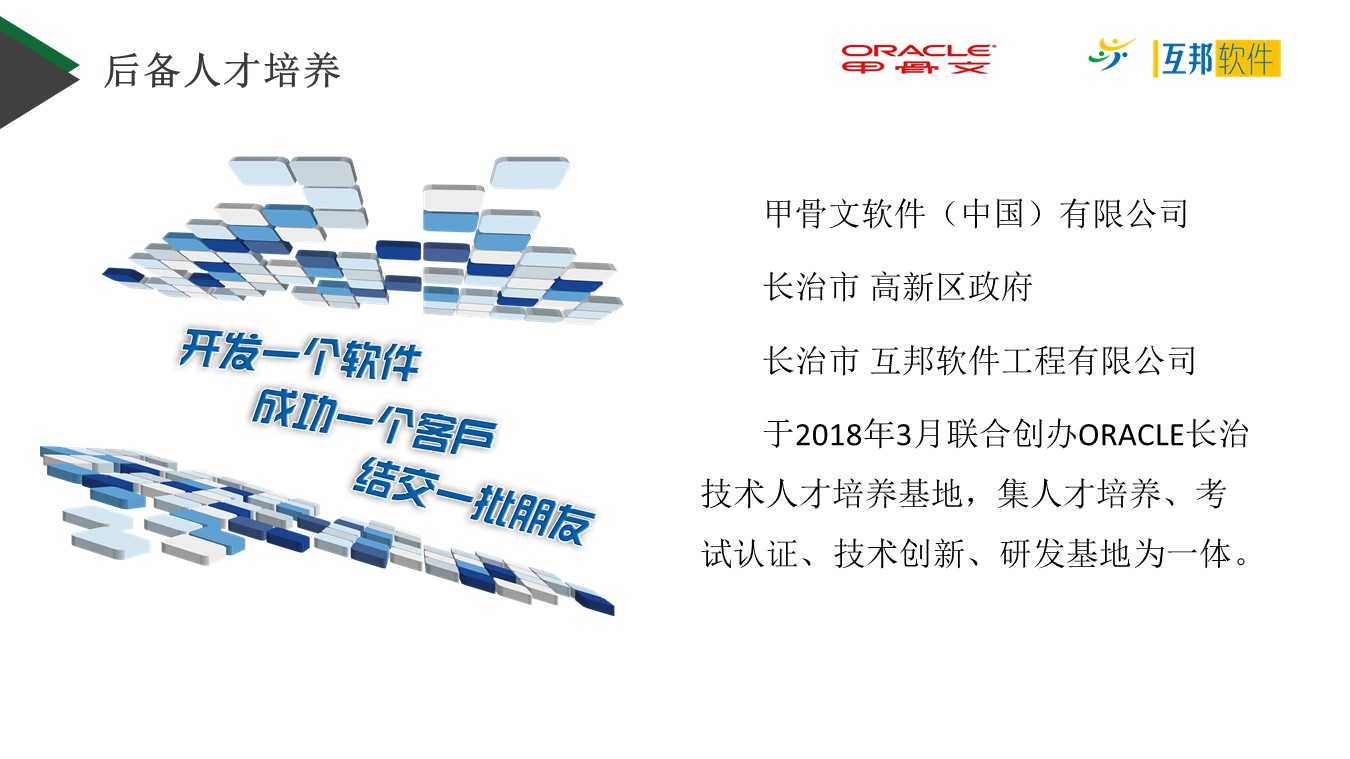 后备人才培养
ORACLE
甲骨文
互邦软件
开发一个软件
成功一个客户
结交一批朋友
甲骨文软件（中国）有限公司
长治市 高新区政府
长治市 互邦软件工程有限公司
于2018年3月联合创办ORACLE长治
技术人才培养基地，集人才培养、考
试认证、技术创新、研发基地为一体。